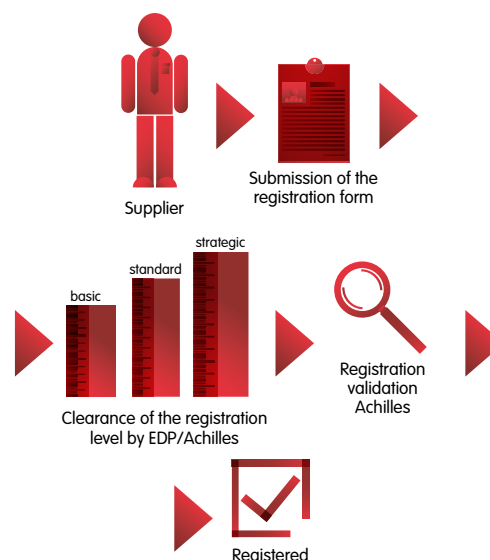 Supplier
Submission of the
registration form
basic
standard
strategic
Clearance of the registration
level by EDP/Achilles
Registration
validation
Achilles
Registered